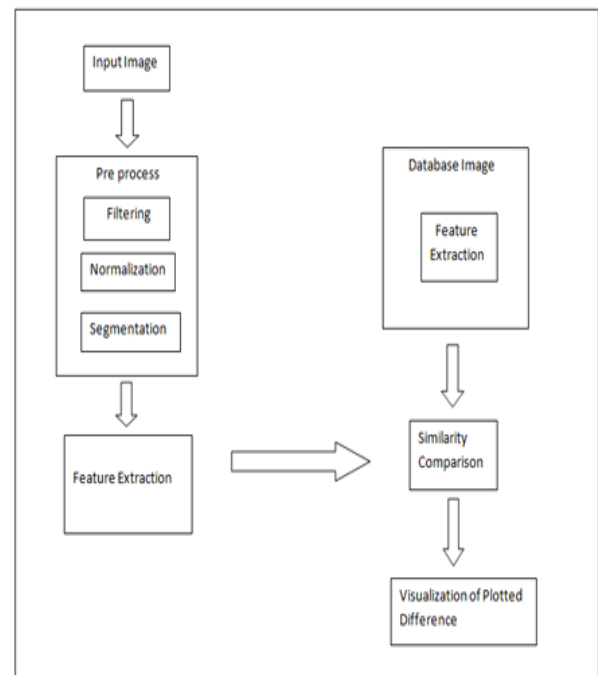 Input Image
Pre process
Filtering
Normalization
Segmentation
Feature Extraction
Database Image
Feature
Extraction
Similarity
Comparison
Visualization of Plotted
Difference